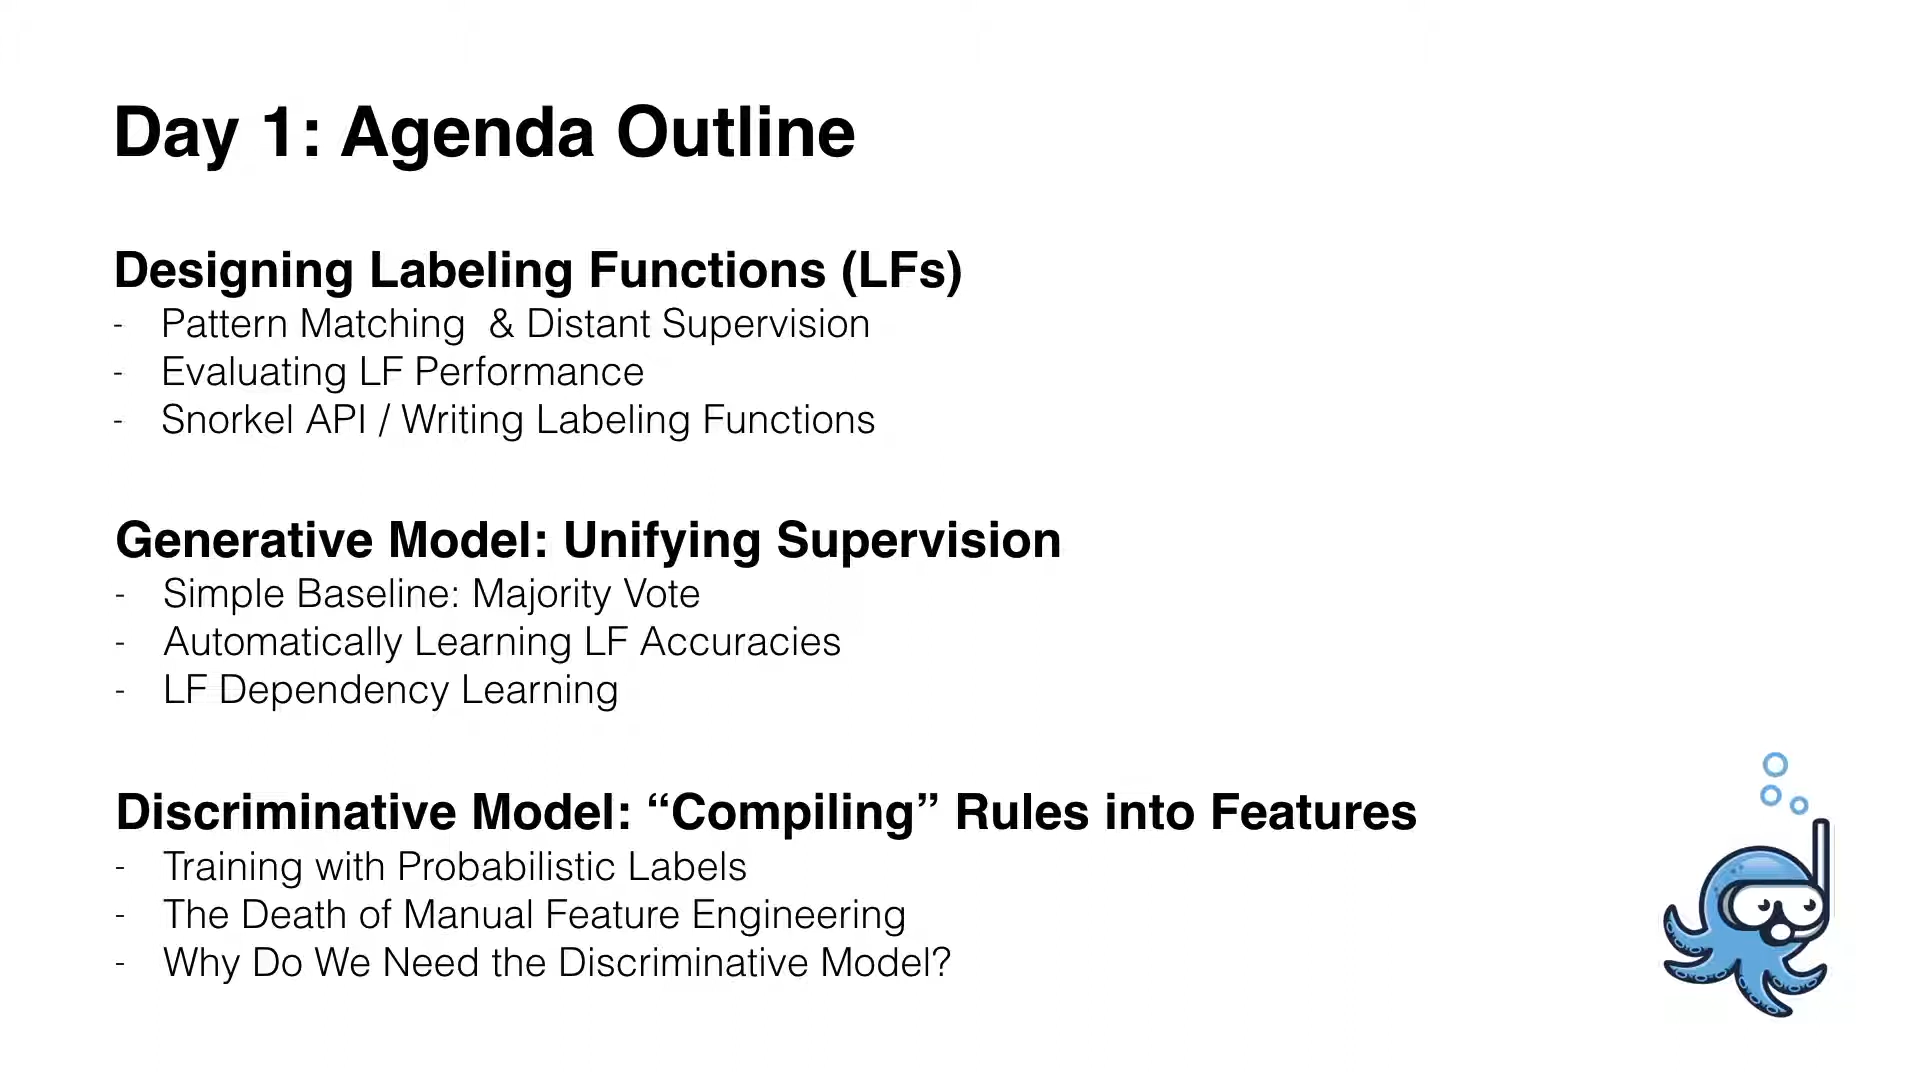 Day 1: Agenda Outline
Designing Labeling Functions (LFs)
- Pattern Matching  & Distant Supervision
- Evaluating LF Performance
- Snorkel API / Writing Labeling Functions
Generative Model: Unifying Supervision
- Simple Baseline: Majority Vote
- Automatically Learning LF Accuracies
- LF Dependency Learning
Discriminative Model: “Compiling” Rules into Features
- Training with Probabilistic Labels
- The Death of Manual Feature Engineering
- Why Do We Need the Discriminative Model?